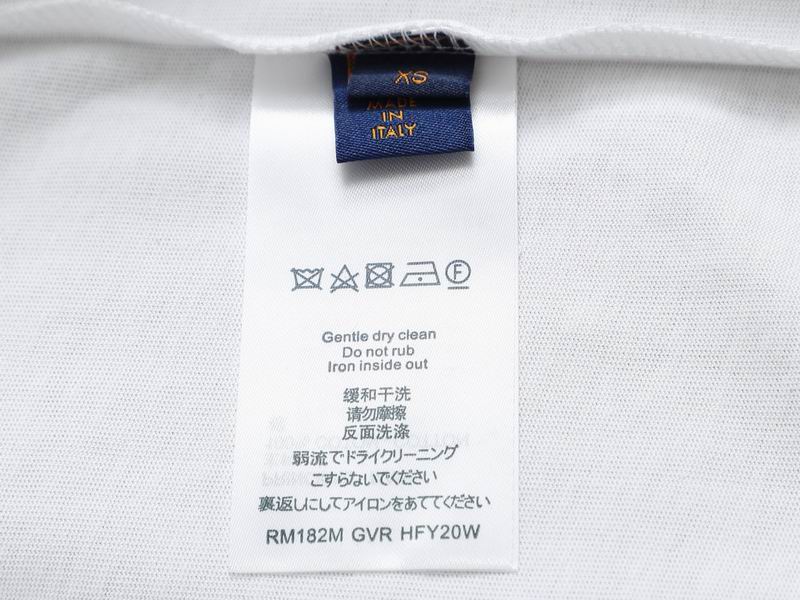 XS
MADE
IN
ITALY
F
Gentle dry clean
Do not rub
Iron inside out
缓和干洗
请勿摩擦
反面洗涤
弱流でドライクリーニング
こすらないでください
裏返しにしてアイロンをあててください
RM182M GVR HFY20W